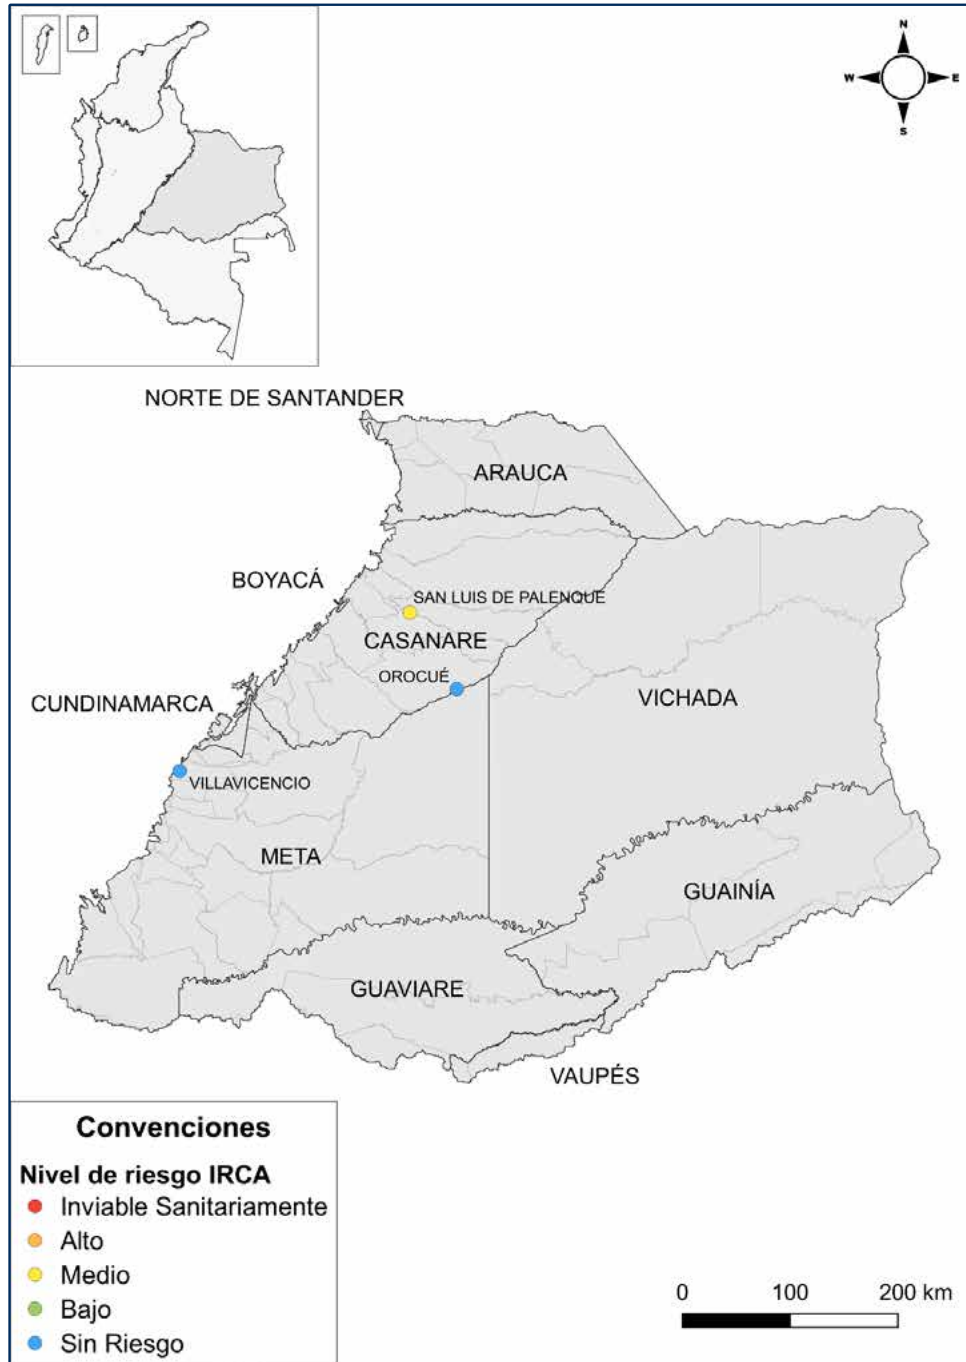 N
W
E
S
NORTE DE SANTANDER
ARAUCA
BOYACÁ
SAN LUIS DE PALENQUE
CASANARE
OROCUÉ
CUNDINAMARCA
VICHADA
VILLAVICENCIO
META
GUAINÍA
GUAVIARE
VAUPÉS
Convenciones
Nivel de riesgo IRCA
Inviable Sanitariamente
Alto
Medio
Bajo
Sin Riesgo
0 100 200 km